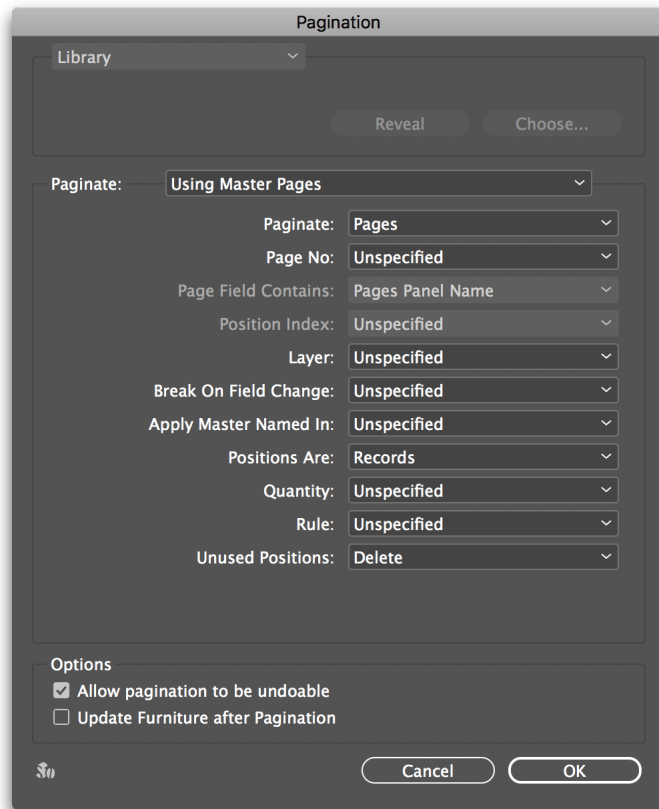 Pagination
Library
Reveal Choose...
Paginate: Using Master Pages
Paginate: Pages
Page No: Unspecified
Page Field Contains: Pages Panel Name
Position Index: Unspecified
Layer: Unspecified
Break On Field Change: Unspecified
Apply Master Named In: Unspecified
Positions Are: Records
Quantity: Unspecified
Rule: Unspecified
Unused Positions: Delete
Options
Allow pagination to be undoable
Update Furniture after Pagination
Cancel OK